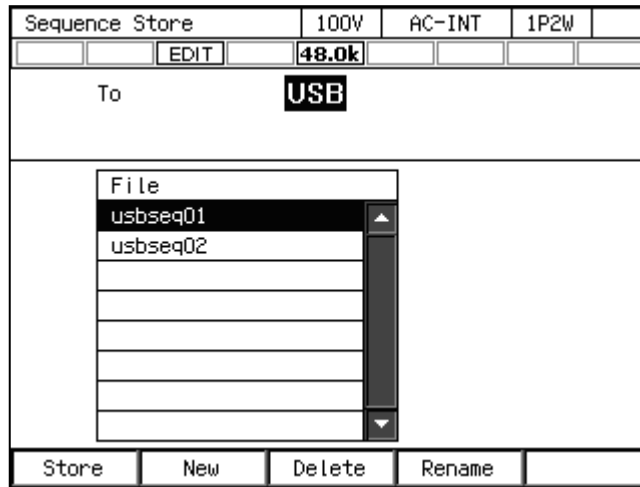 Sequence Store 100V AC-INT 1P2W
EDIT 48.0k
To USB
File
usbseq01
usbseq02
Store New Delete Rename